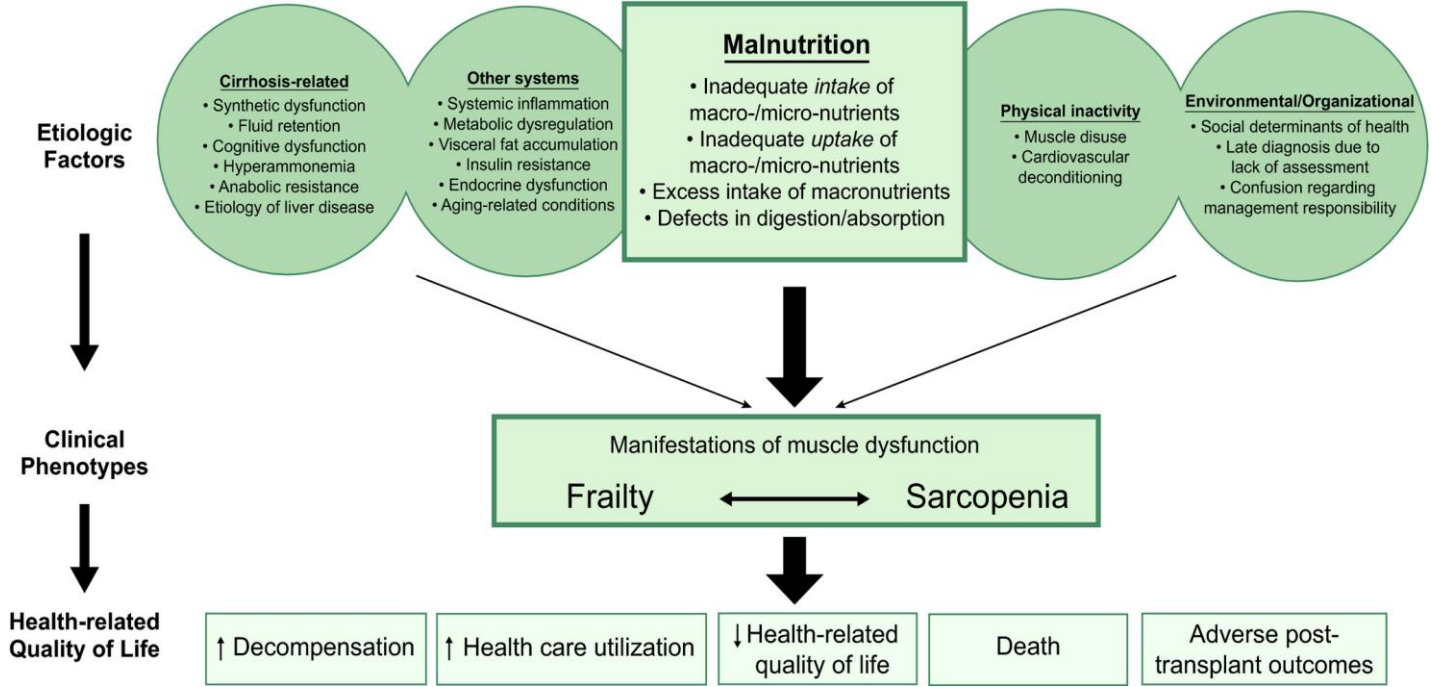 Etiologic
Factors
Cirrhosis-related
• Synthetic dysfunction
• Fluid retention
• Cognitive dysfunction
• Hyperammonemia
• Anabolic resistance
• Etiology of liver disease
Other systems
• Systemic inflammation
• Metabolic dysregulation
• Visceral fat accumulation
• Insulin resistance
• Endocrine dysfunction
• Aging-related conditions
Malnutrition
• Inadequate intake of
macro-/micro-nutrients
• Inadequate uptake of
macro-/micro-nutrients
• Excess intake of macronutrients
• Defects in digestion/absorption
Physical inactivity
• Muscle disuse
• Cardiovascular
deconditioning
Environmental/Organizational
• Social determinants of health
• Late diagnosis due to
lack of assessment
• Confusion regarding
management responsibility
Clinical
Phenotypes
Manifestations of muscle dysfunction
Frailty ↔ Sarcopenia
Health-related
Quality of Life
↑ Decompensation
↑ Health care utilization
↓ Health-related
quality of life
Death
Adverse post-
transplant outcomes